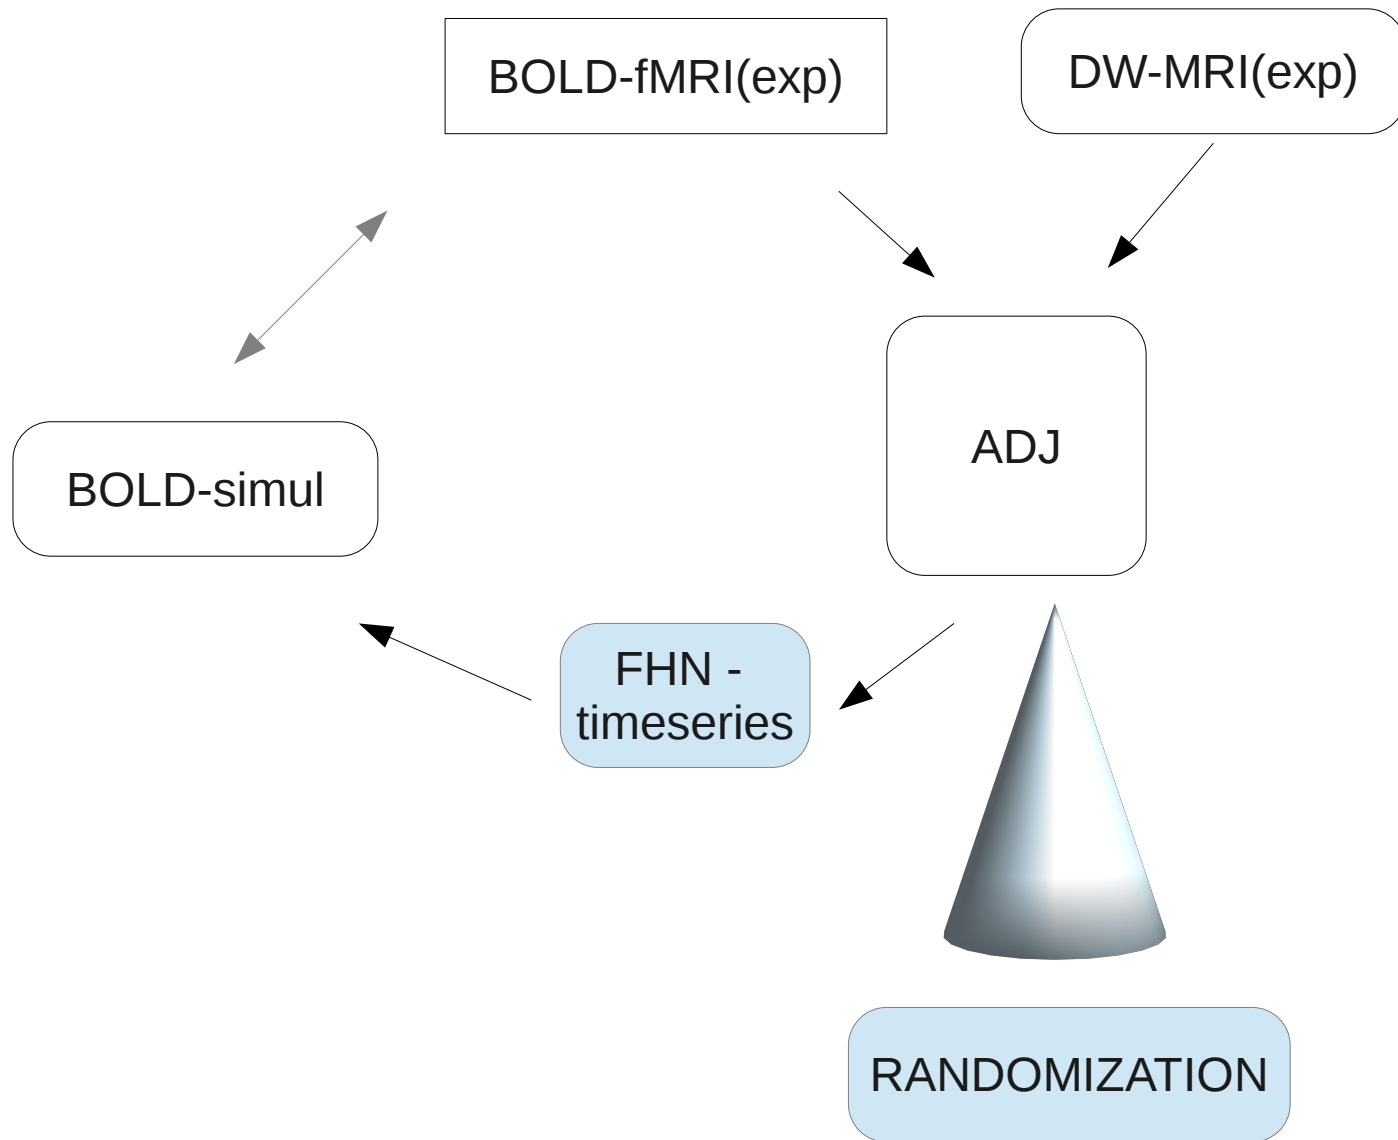 BOLD-fMRI(exp)
DW-MRI(exp)
ADJ
BOLD-simul
FHN -
timeseries
RANDOMIZATION